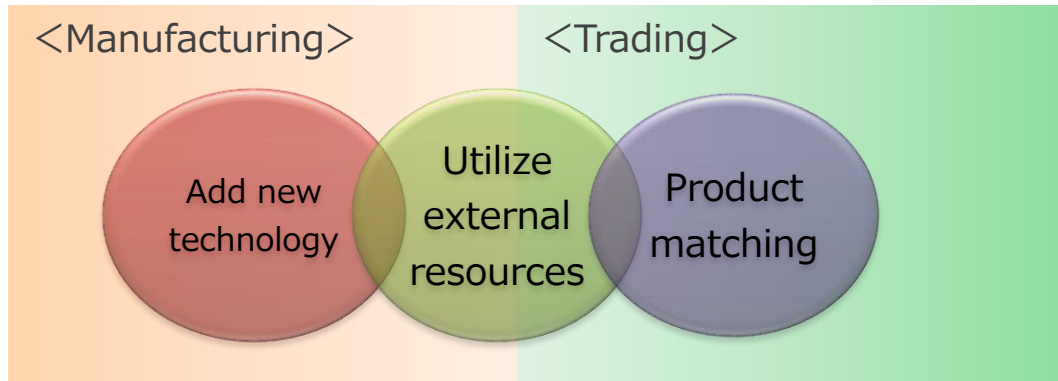 ＜Manufacturing＞
＜Trading＞
Add new
technology
Utilize
external
resources
Product
matching